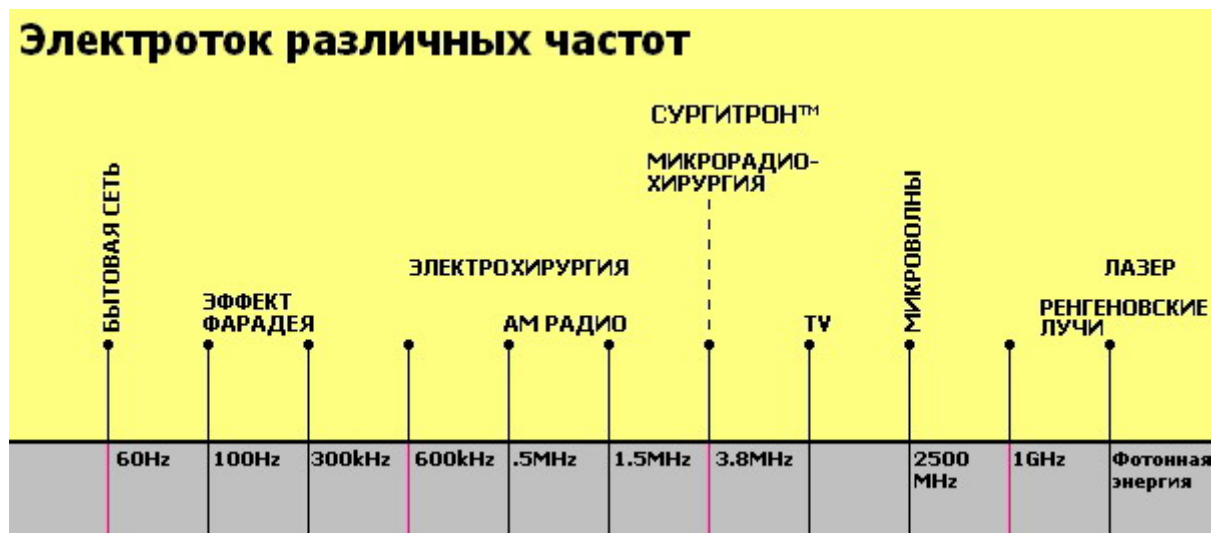 Электроток различных частот
СУРГИТРОН™
МИКРОРАДИО-
ХИРУРГИЯ
БЫТОВАЯ СЕТЬ
МИКРОВОЛНЫ
ЭЛЕКТРОХИРУРГИЯ
ЛАЗЕР
ЭФФЕКТ
ФАРАДЕЯ
АМ РАДИО
TV
РЕНГЕНОВСКИЕ
ЛУЧИ
60Hz
100Hz
300kHz
600kHz
.5MHz
1.5MHz
3.8MHz
2500
MHz
1GHz
Фотонная
энергия